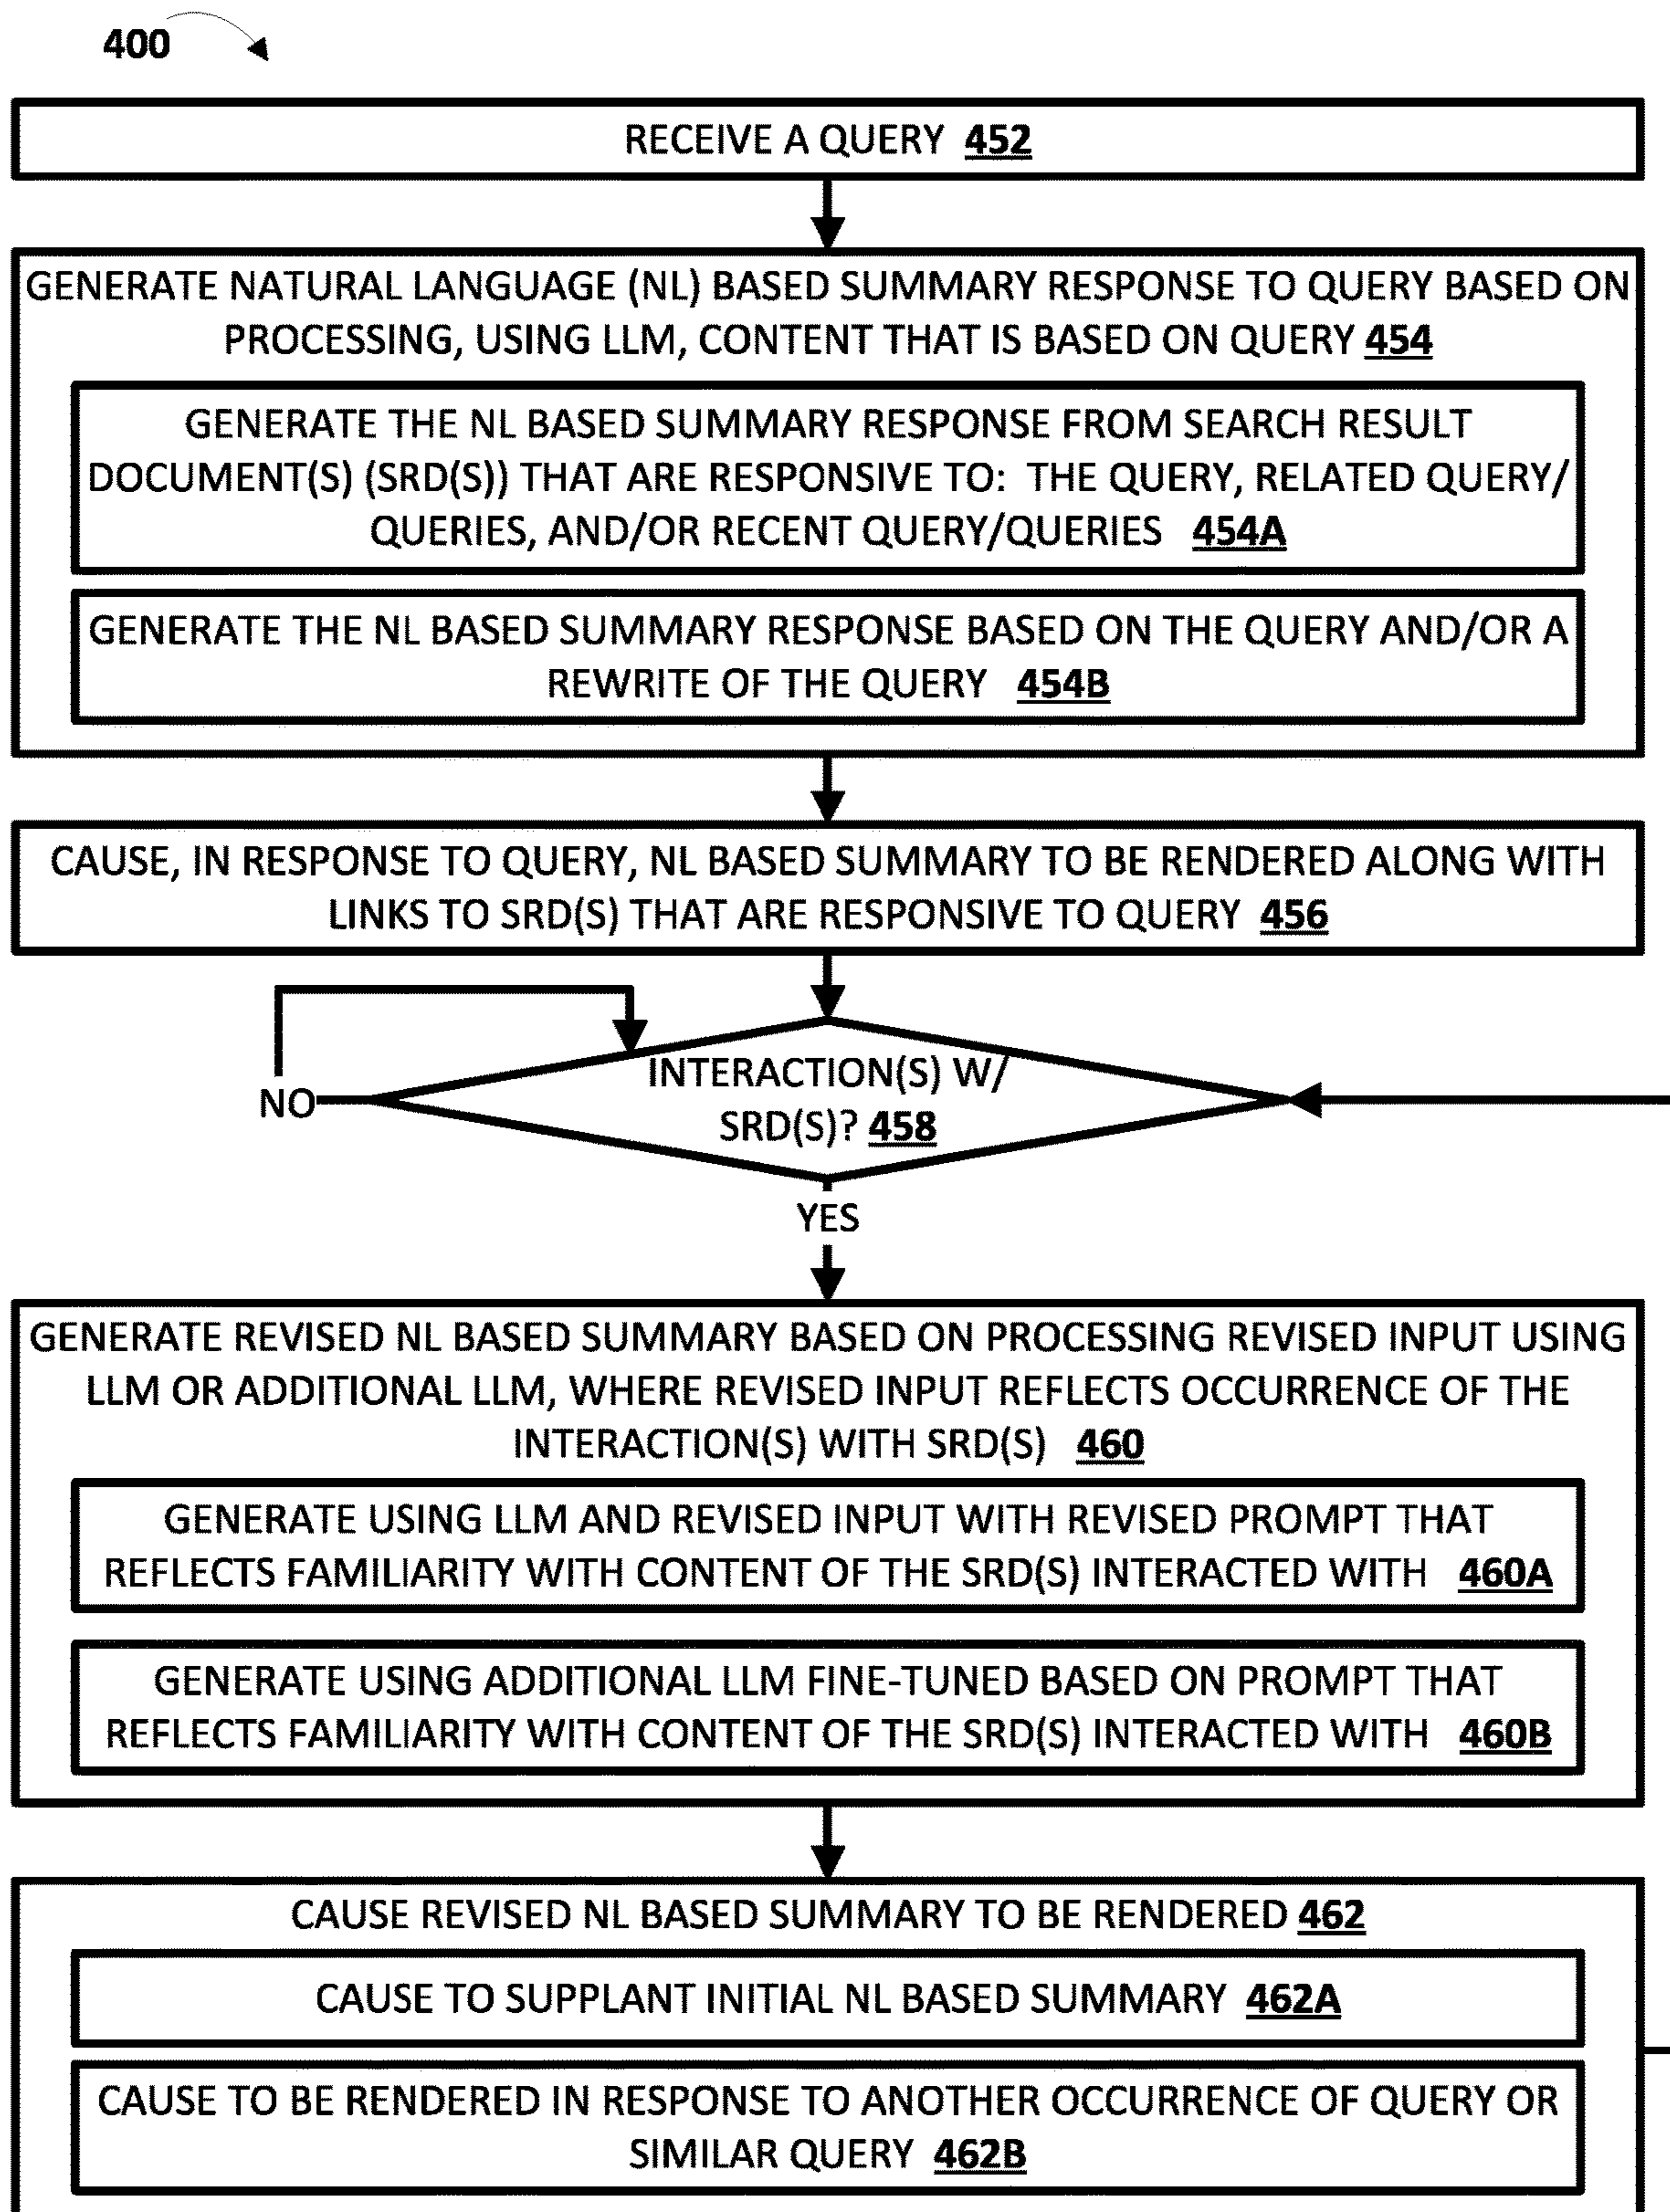 400
RECEIVE A QUERY 452
GENERATE NATURAL LANGUAGE (NL) BASED SUMMARY RESPONSE TO QUERY BASED ON
PROCESSING, USING LLM, CONTENT THAT IS BASED ON QUERY 454
GENERATE THE NL BASED SUMMARY RESPONSE FROM SEARCH RESULT
DOCUMENT(S) (SRD(S)) THAT ARE RESPONSIVE TO: THE QUERY, RELATED QUERY/
QUERIES, AND/OR RECENT QUERY/QUERIES 454A
GENERATE THE NL BASED SUMMARY RESPONSE BASED ON THE QUERY AND/OR A
REWRITE OF THE QUERY 454B
CAUSE, IN RESPONSE TO QUERY, NL BASED SUMMARY TO BE RENDERED ALONG WITH
LINKS TO SRD(S) THAT ARE RESPONSIVE TO QUERY 456
INTERACTION(S) W/
SRD(S)? 458
NO
YES
GENERATE REVISED NL BASED SUMMARY BASED ON PROCESSING REVISED INPUT USING
LLM OR ADDITIONAL LLM, WHERE REVISED INPUT REFLECTS OCCURRENCE OF THE
INTERACTION(S) WITH SRD(S) 460
GENERATE USING LLM AND REVISED INPUT WITH REVISED PROMPT THAT
REFLECTS FAMILIARITY WITH CONTENT OF THE SRD(S) INTERACTED WITH 460A
GENERATE USING ADDITIONAL LLM FINE-TUNED BASED ON PROMPT THAT
REFLECTS FAMILIARITY WITH CONTENT OF THE SRD(S) INTERACTED WITH 460B
CAUSE REVISED NL BASED SUMMARY TO BE RENDERED 462
CAUSE TO SUPPLANT INITIAL NL BASED SUMMARY 462A
CAUSE TO BE RENDERED IN RESPONSE TO ANOTHER OCCURRENCE OF QUERY OR
SIMILAR QUERY 462B